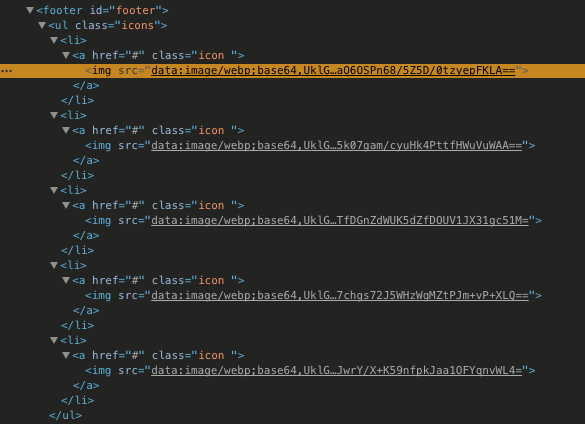 <footer id="footer">
<ul class="icons">
<li>
<a href="#" class="icon ">
<img src="data:image/webp;base64,UklG…aO6OSPn68/5Z5D/0tzyepFKLA==">
</a>
</li>
<li>
<a href="#" class="icon ">
<img src="data:image/webp;base64,UklG…5k07gam/cyuHk4PttfHWuVuWAA==">
</a>
</li>
<li>
<a href="#" class="icon ">
<img src="data:image/webp;base64,UklG…TfDGnZdWUK5dZfDOUV1JX31gc51M=">
</a>
</li>
<li>
<a href="#" class="icon ">
<img src="data:image/webp;base64,UklG…7chgs72J5WHzWgMZtPJm+vP+XLQ==">
</a>
</li>
<li>
<a href="#" class="icon ">
<img src="data:image/webp;base64,UklG…JwrY/X+K59nfpkJaa1OFYqnvWL4=">
</a>
</li>
</ul>